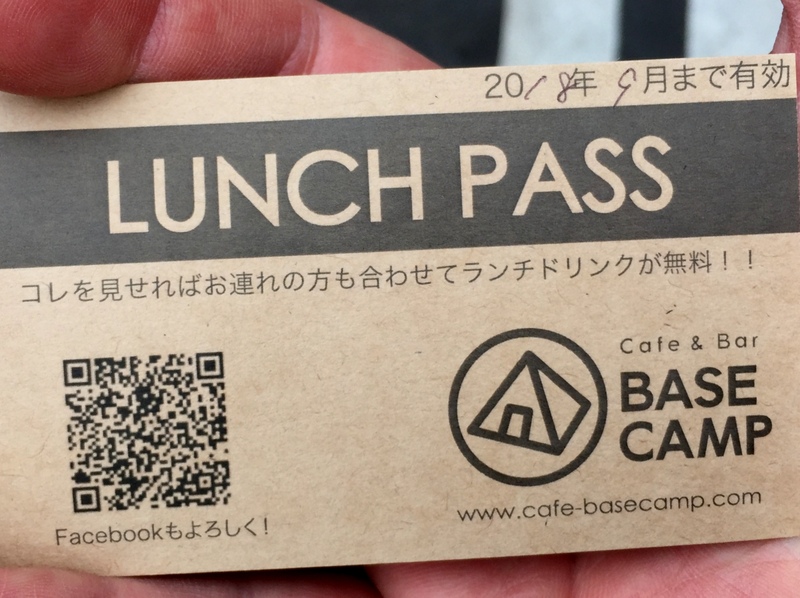 2018年 9月まで有効
LUNCH PASS
コレを見せればお連れの方も合わせてランチドリンクが無料！！
Cafe & Bar
BASE
CAMP
www.cafe-basecamp.com
Facebookもよろしく！